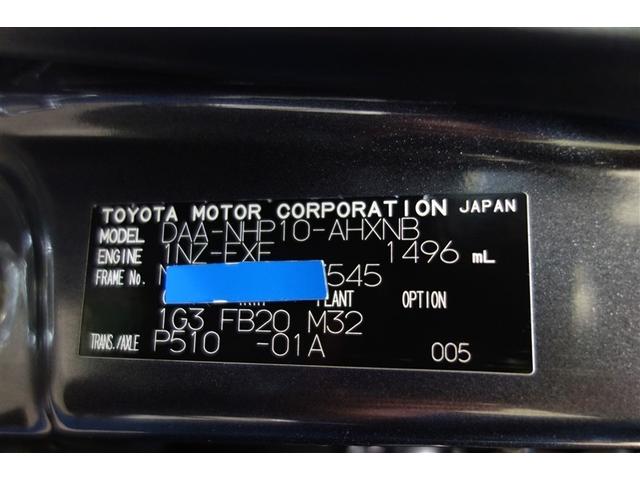 TOYOTA MOTOR CORPORATION JAPAN
MODEL DAA-NHP10-AHXNB
ENGINE 1NZ-FXE 1496 mL
FRAME No. 545
PLANT OPTION
1G3 FB20 M32
TRANS./AXLE P510 -01A 005